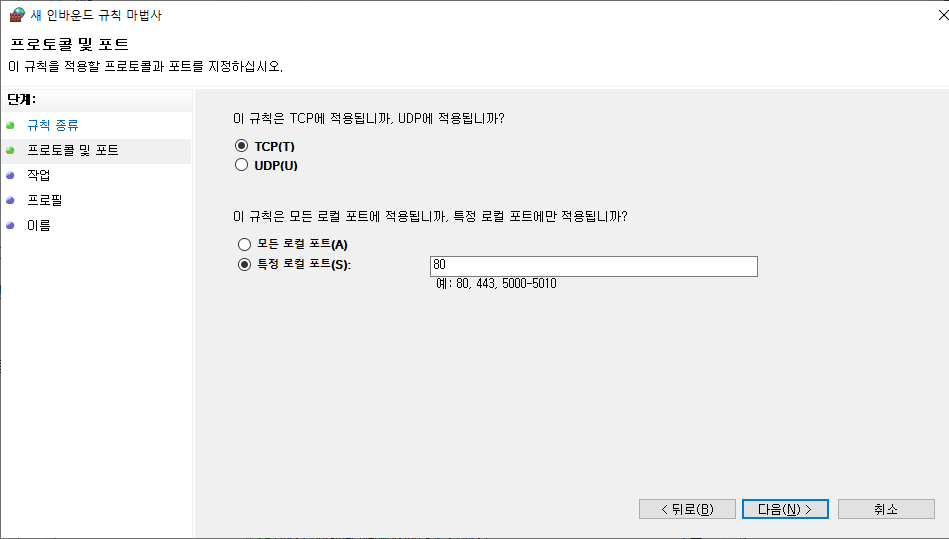 새 인바운드 규칙 마법사
프로토콜 및 포트
이 규칙을 적용할 프로토콜과 포트를 지정하십시오.
단계:
규칙 종류
프로토콜 및 포트
작업
프로필
이름
이 규칙은 TCP에 적용됩니까, UDP에 적용됩니까?
TCP(T)
UDP(U)
이 규칙은 모든 로컬 포트에 적용됩니까, 특정 로컬 포트에만 적용됩니까?
모든 로컬 포트(A)
특정 로컬 포트(S):
80
예: 80, 443, 5000-5010
< 뒤로(B)
다음(N) >
취소